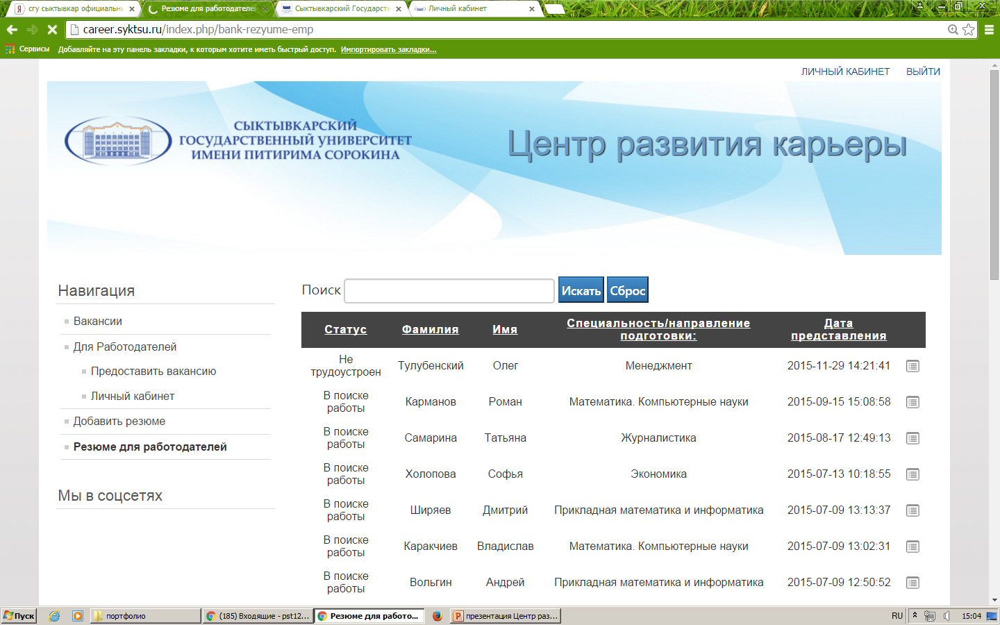 сгу сыктывкар официальн
Резюме для работодателе
Сыктывкарский Государств
Личный кабинет
career.syktsu.ru/index.php/bank-rezyume-emp
Сервисы Добавляйте на эту панель закладки, к которым хотите иметь быстрый доступ. Импортировать закладки...
ЛИЧНЫЙ КАБИНЕТ ВЫЙТИ
СЫКТЫВКАРСКИЙ
ГОСУДАРСТВЕННЫЙ УНИВЕРСИТЕТ
ИМЕНИ ПИТИРИМА СОРОКИНА
Центр развития карьеры
Навигация
Вакансии
Для Работодателей
Предоставить вакансию
Личный кабинет
Добавить резюме
Резюме для работодателей
Мы в соцсетях
Поиск Искать Сброс
Статус Фамилия Имя Специальность/направление подготовки: Дата представления
Не трудоустроен Тулубенский Олег Менеджмент 2015-11-29 14:21:41
В поиске работы Карманов Роман Математика. Компьютерные науки 2015-09-15 15:08:58
В поиске работы Самарина Татьяна Журналистика 2015-08-17 12:49:13
В поиске работы Холопова Софья Экономика 2015-07-13 10:18:55
В поиске работы Ширяев Дмитрий Прикладная математика и информатика 2015-07-09 13:13:37
В поиске работы Каракчиев Владислав Математика. Компьютерные науки 2015-07-09 13:02:31
В поиске работы Вольгин Андрей Прикладная математика и информатика 2015-07-09 12:50:52
Пуск портфолио (185) Входящие - pst12... Резюме для работо... презентация Центр раз... RU 15:04